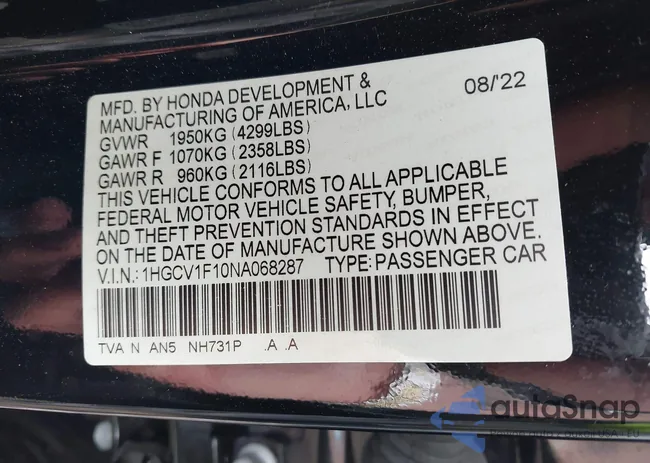 MFD. BY HONDA DEVELOPMENT & 08/'22
MANUFACTURING OF AMERICA, LLC
GVWR 1950KG (4299LBS)
GAWR F 1070KG (2358LBS)
GAWR R 960KG (2116LBS)
THIS VEHICLE CONFORMS TO ALL APPLICABLE
FEDERAL MOTOR VEHICLE SAFETY, BUMPER,
AND THEFT PREVENTION STANDARDS IN EFFECT
ON THE DATE OF MANUFACTURE SHOWN ABOVE.
V.I.N.: 1HGCV1F10NA068287 TYPE: PASSENGER CAR
TVA N AN5 NH731P .A .A
autoSnap